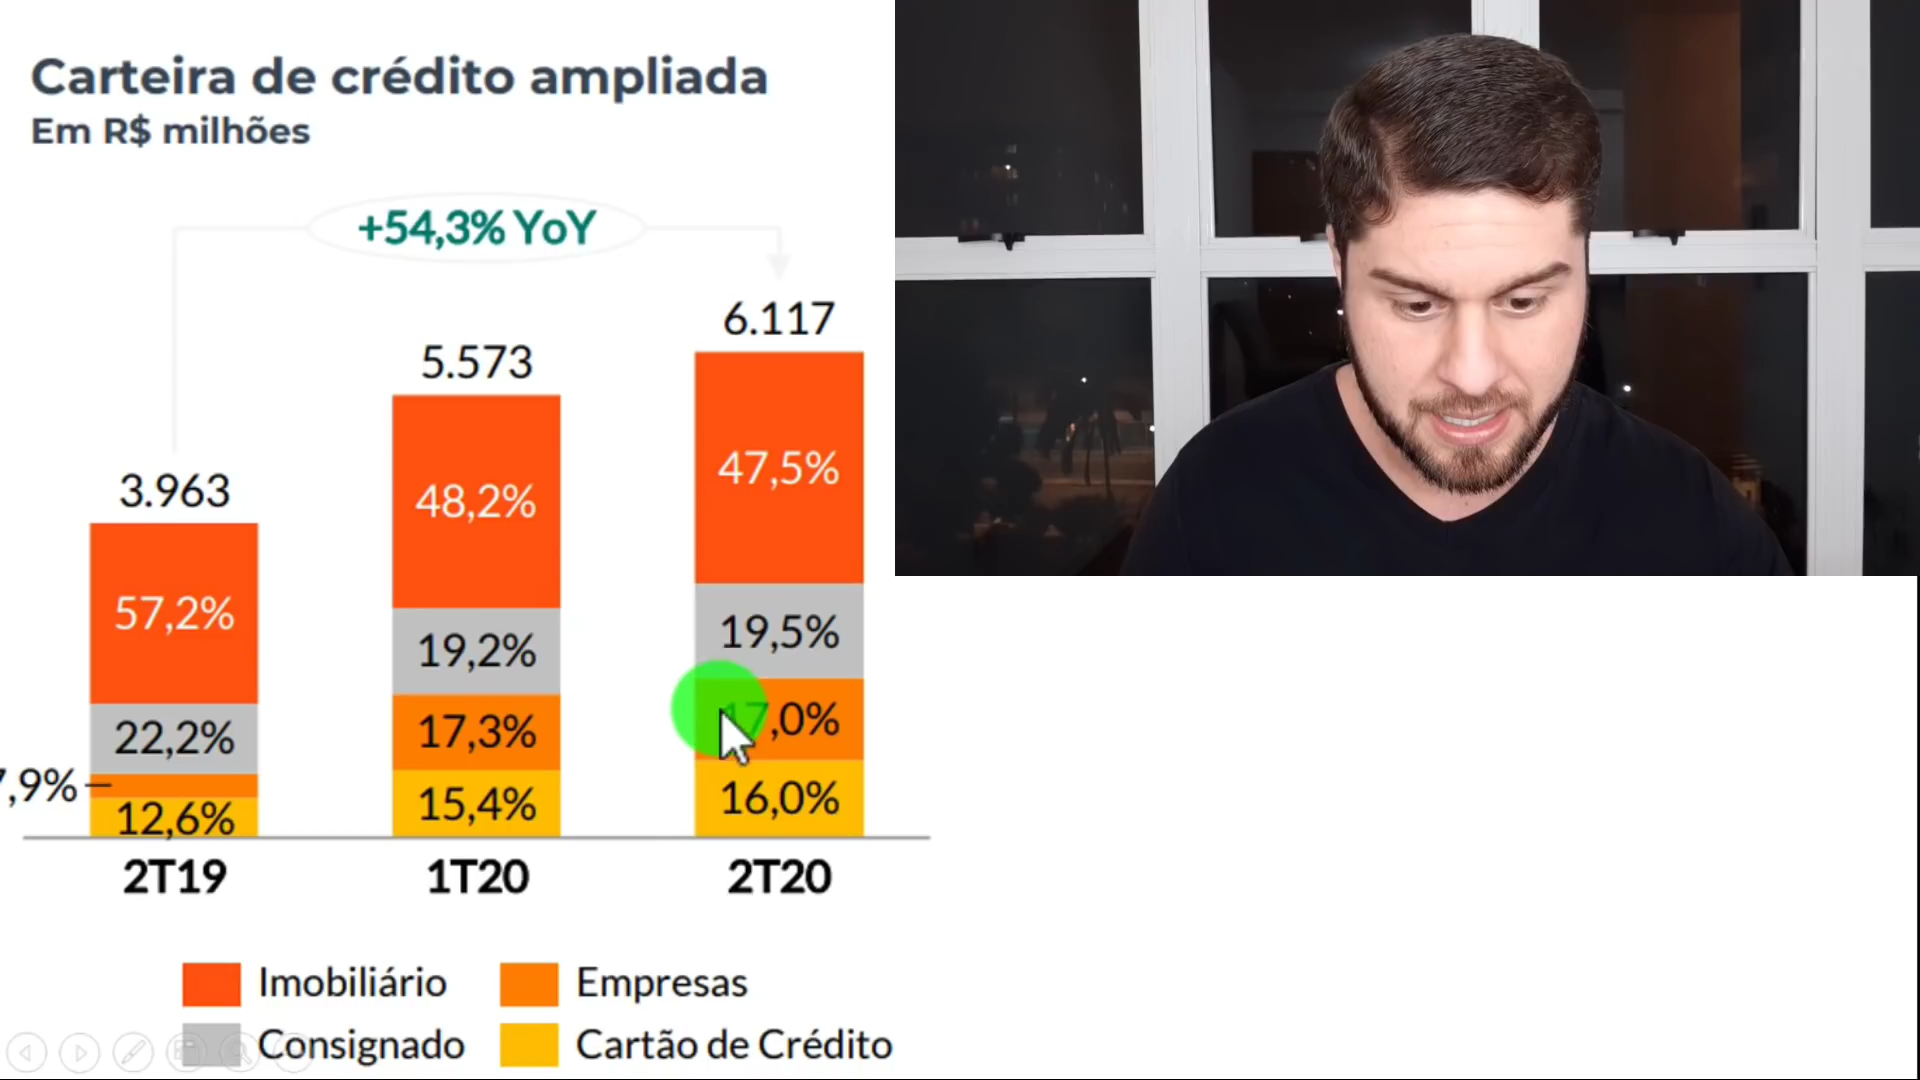 Carteira de crédito ampliada
Em R$ milhões
+54,3% YoY
3.963
5.573
6.117
57,2%
48,2%
47,5%
22,2%
19,2%
19,5%
7,9%
17,3%
17,0%
12,6%
15,4%
16,0%
2T19
1T20
2T20
Imobiliário
Empresas
Consignado
Cartão de Crédito